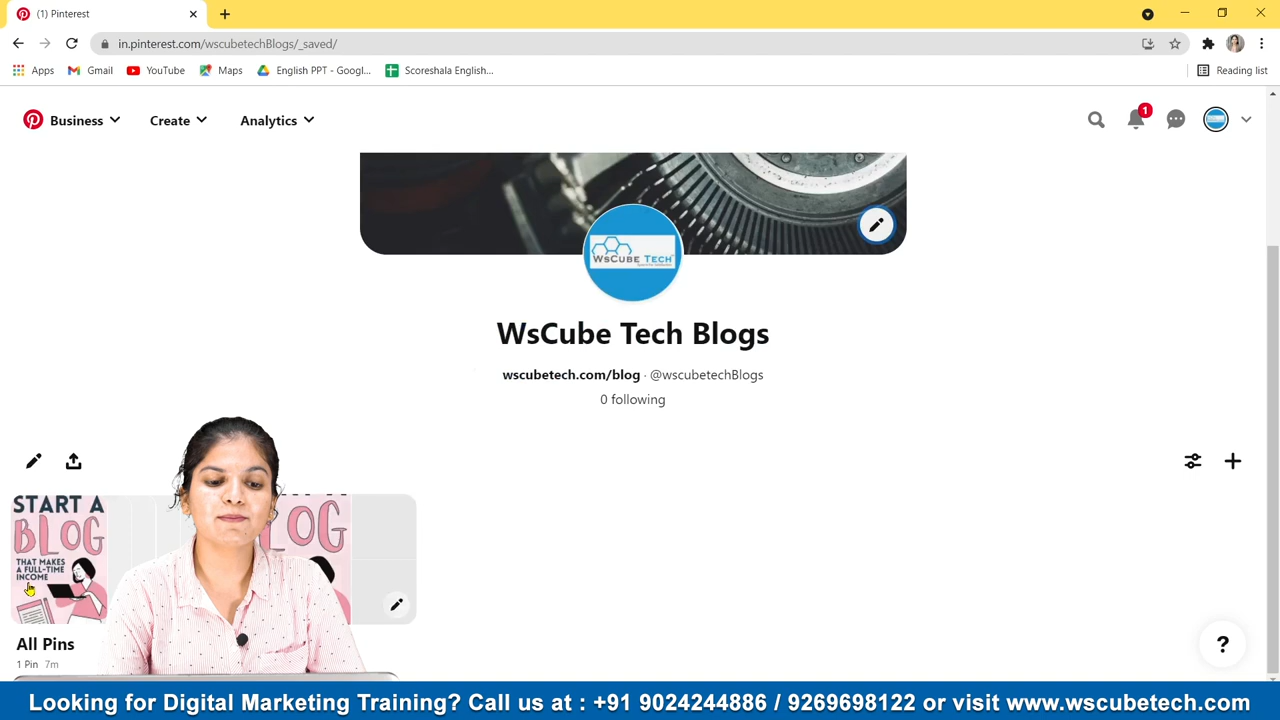 (1) Pinterest
in.pinterest.com/wscubetechBlogs/_saved/
Apps
Gmail
YouTube
Maps
English PPT - Googl...
Scoreshala English...
Reading list
Business
Create
Analytics
1
WsCube Tech
WsCube Tech Blogs
wscubetech.com/blog · @wscubetechBlogs
0 following
START A
BLOG
THAT MAKES
A FULL-TIME
INCOME
LOG
All Pins
1 Pin 7m
?
Looking for Digital Marketing Training? Call us at : +91 9024244886 / 9269698122 or visit www.wscubetech.com